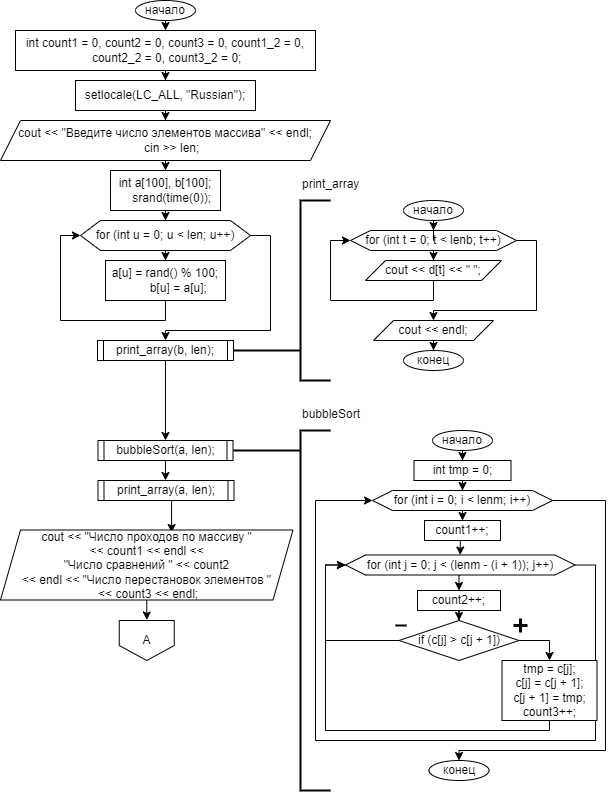 начало
int count1 = 0, count2 = 0, count3 = 0, count1_2 = 0,
count2_2 = 0, count3_2 = 0;
setlocale(LC_ALL, "Russian");
cout << "Введите число элементов массива" << endl;
cin >> len;
int a[100], b[100];
srand(time(0));
for (int u = 0; u < len; u++)
a[u] = rand() % 100;
b[u] = a[u];
print_array(b, len);
bubbleSort(a, len);
print_array(a, len);
cout << "Число проходов по массиву "
<< count1 << endl <<
"Число сравнений " << count2
<< endl << "Число перестановок элементов "
<< count3 << endl;
A
print_array
начало
for (int t = 0; t < lenb; t++)
cout << d[t] << " ";
cout << endl;
конец
bubbleSort
начало
int tmp = 0;
for (int i = 0; i < lenm; i++)
count1++;
for (int j = 0; j < (lenm - (i + 1)); j++)
count2++;
− +
if (c[j] > c[j + 1])
tmp = c[j];
c[j] = c[j + 1];
c[j + 1] = tmp;
count3++;
конец